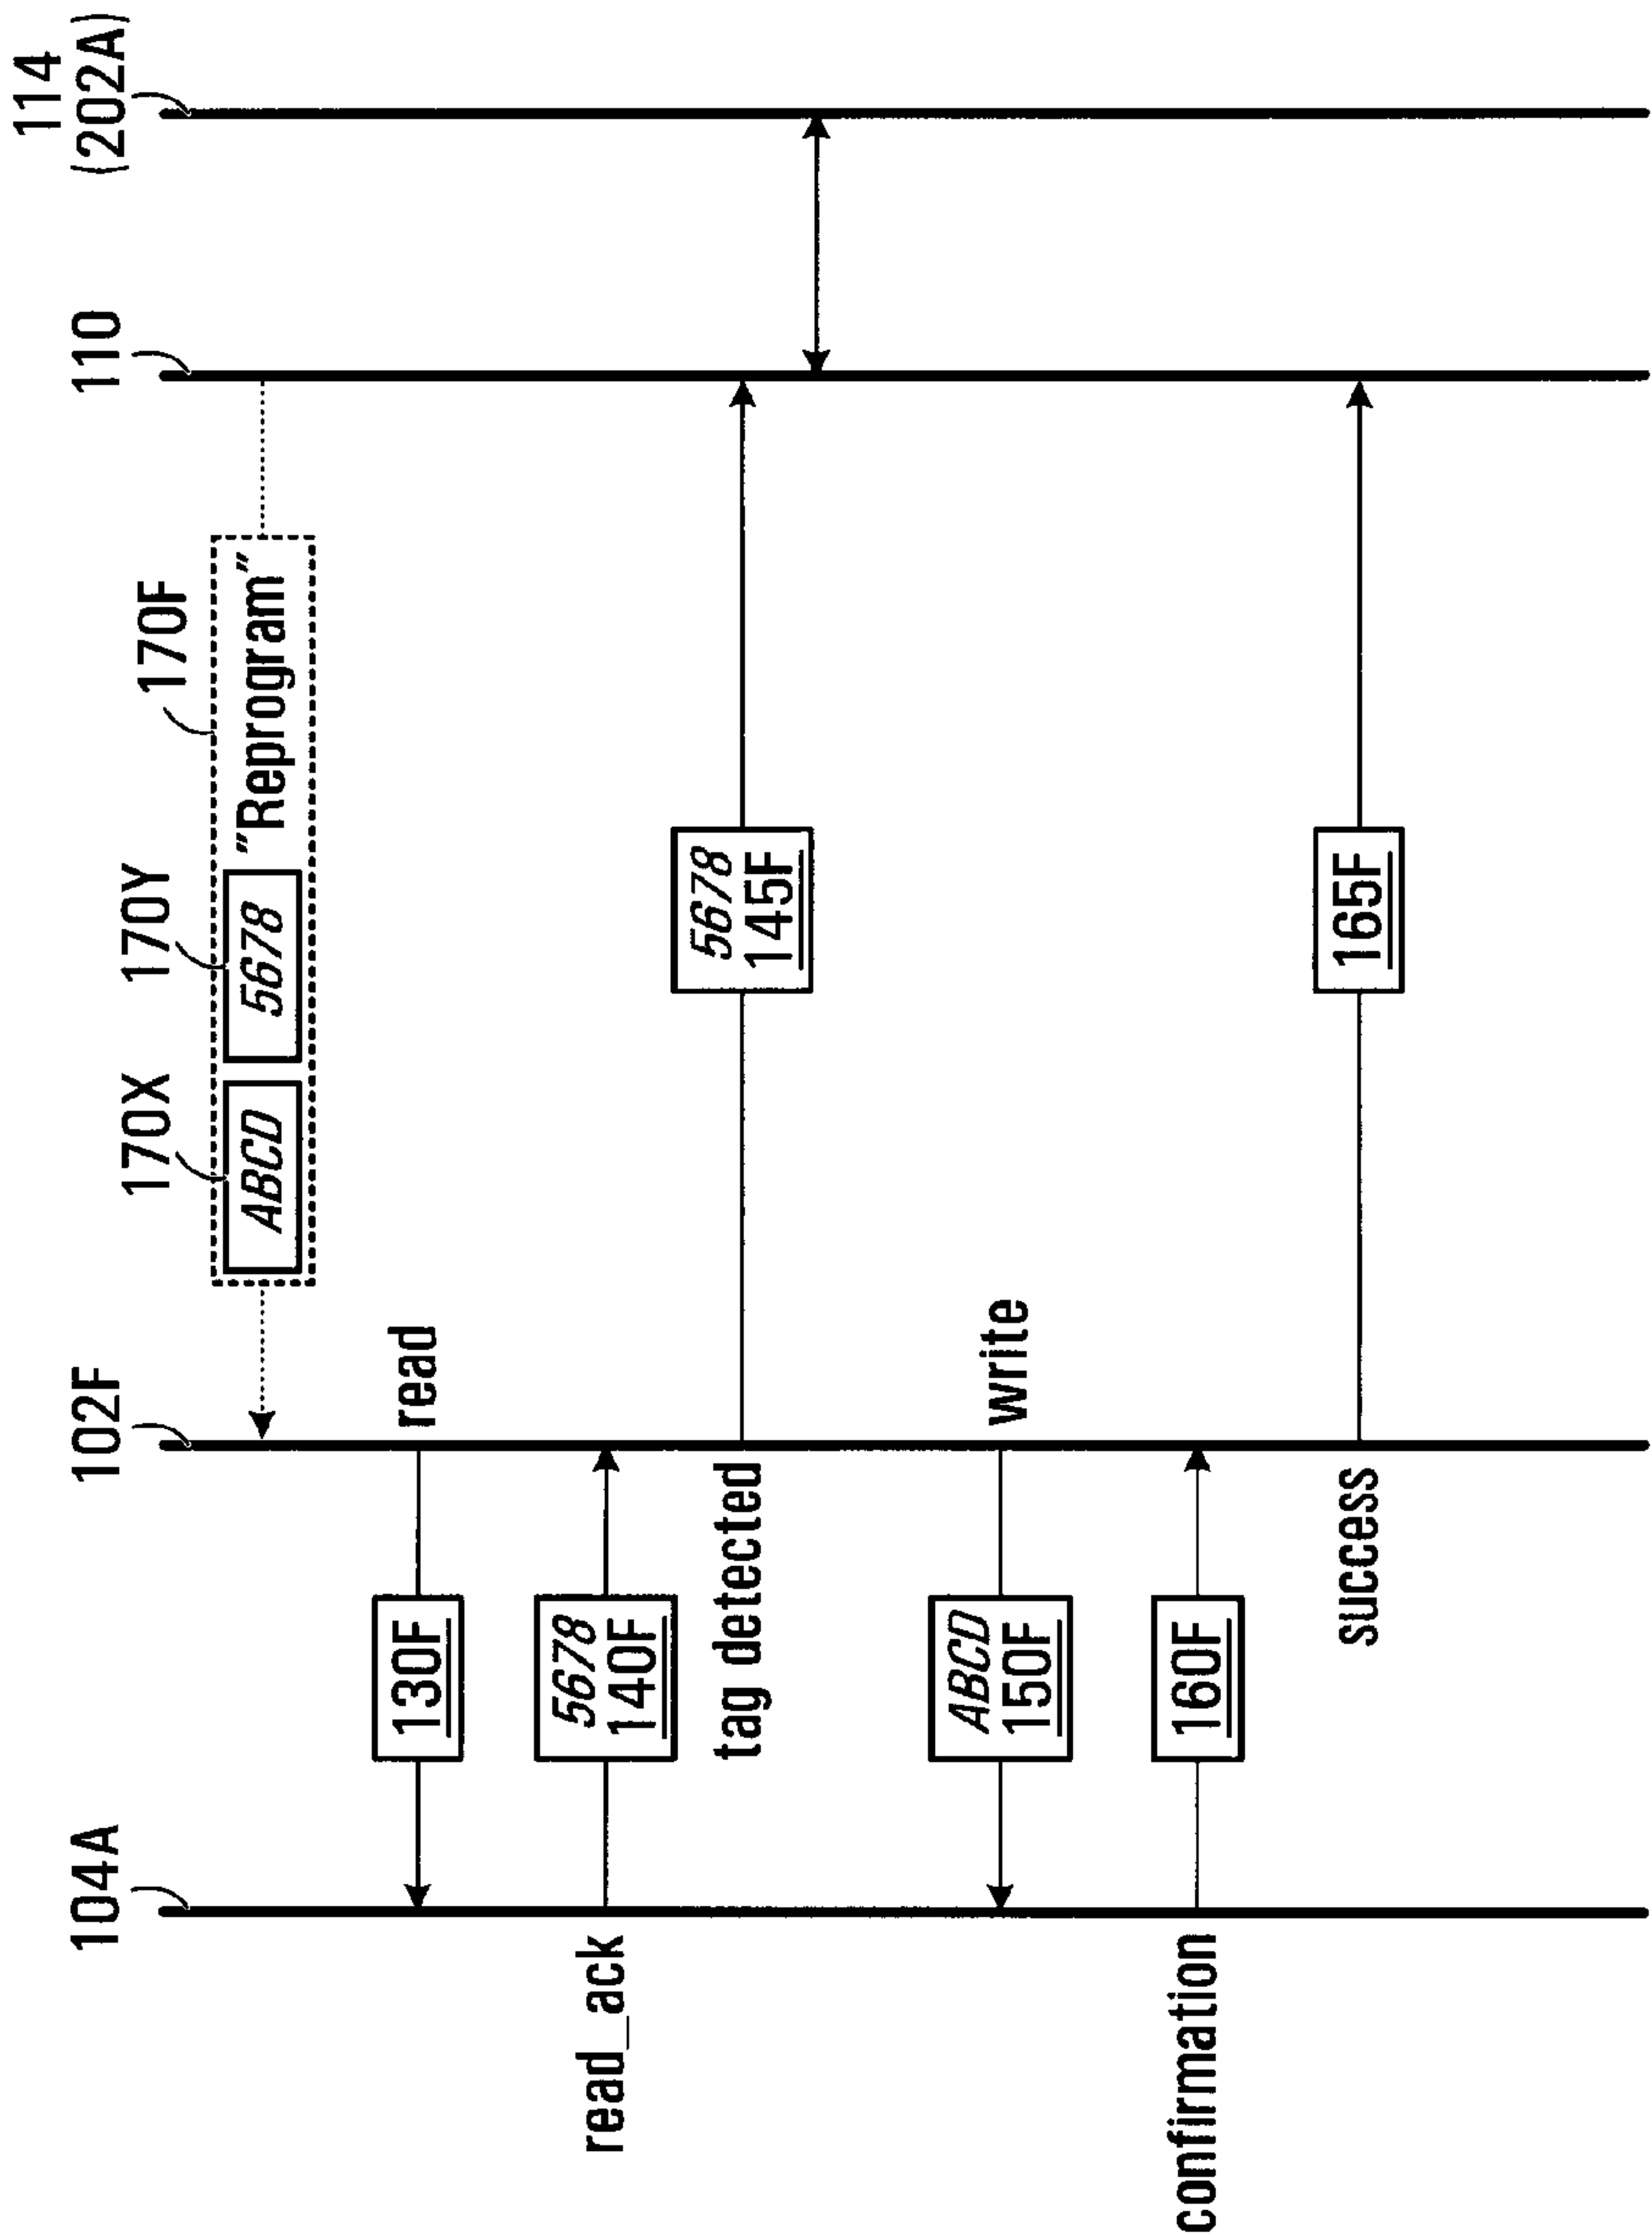 104A
102F
110
114
(202A)
170X
170Y
170F
ABCD
5678
"Reprogram"
read
130F
read_ack
5678
140F
tag detected
5678
145F
write
ABCD
150F
confirmation
160F
success
165F